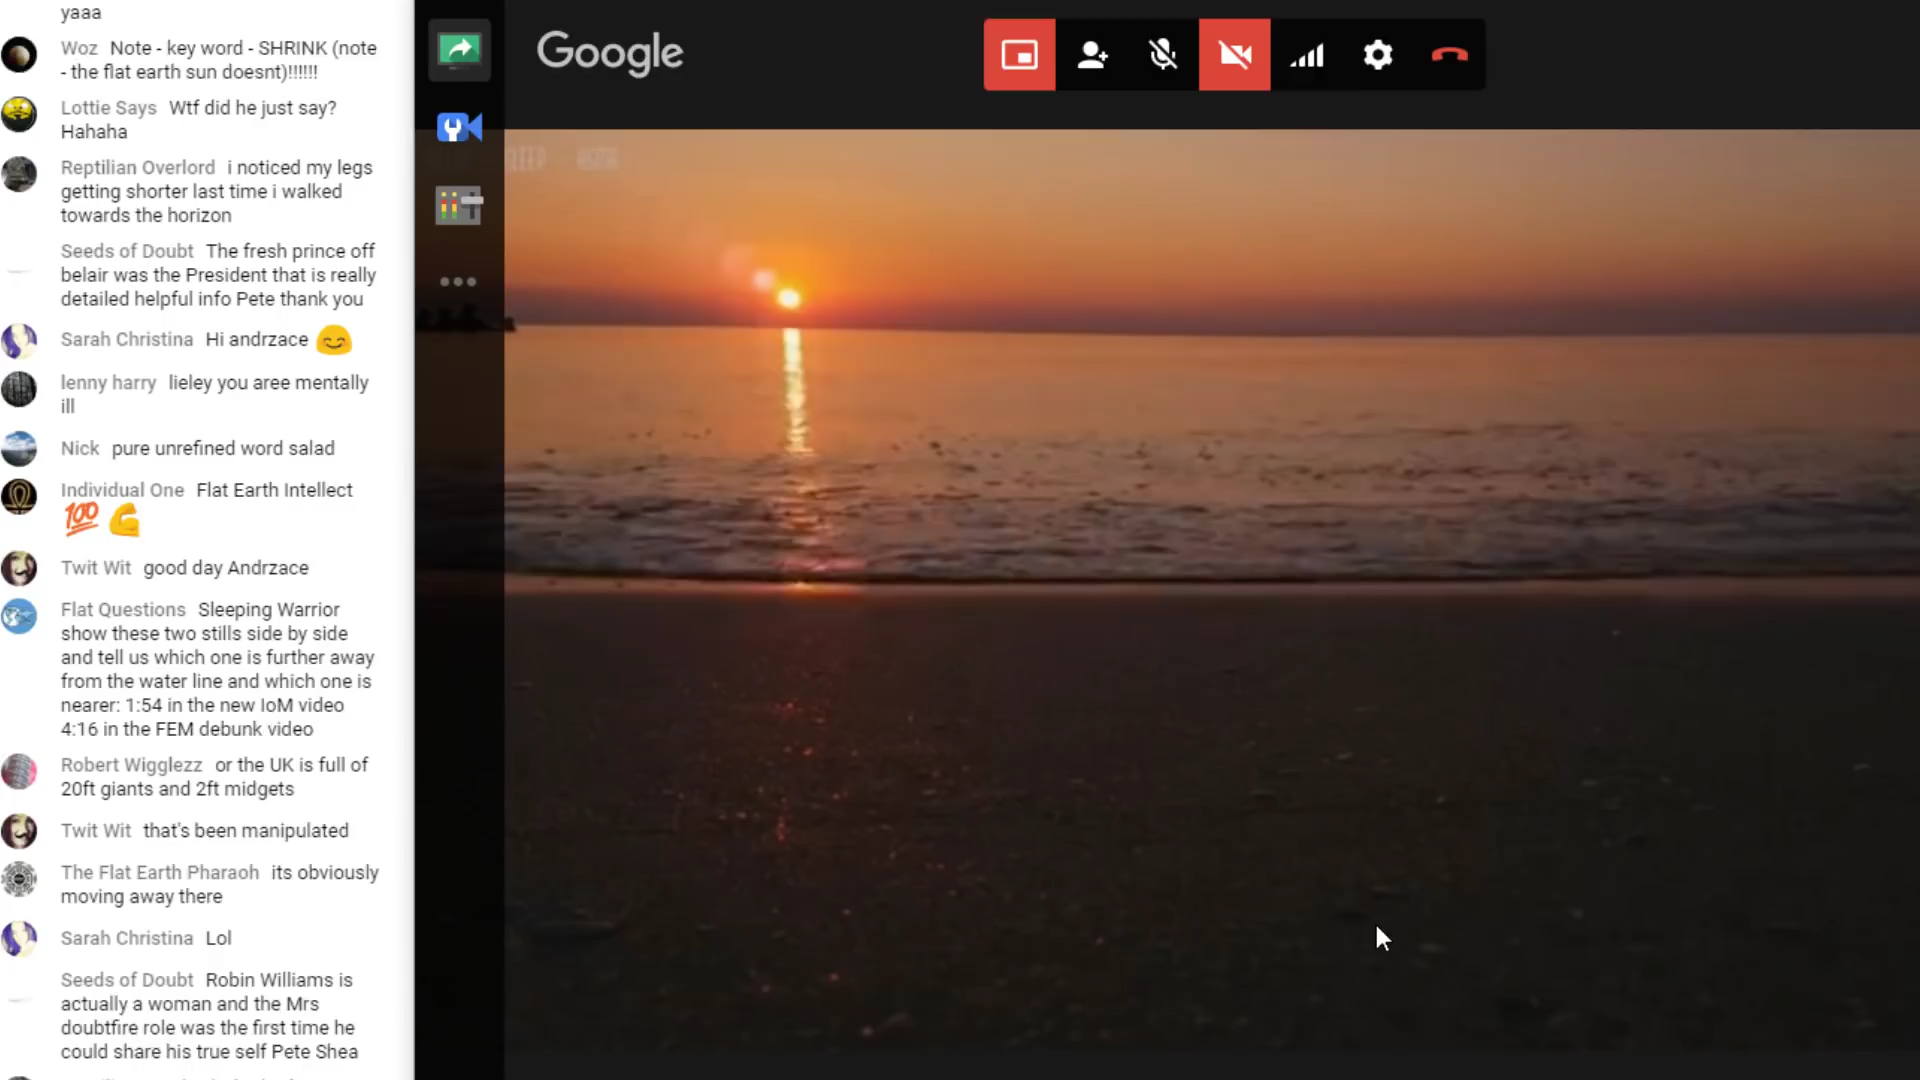 yaaa
Woz Note - key word - SHRINK (note
- the flat earth sun doesnt)!!!!!!
Lottie Says Wtf did he just say?
Hahaha
Reptilian Overlord i noticed my legs
getting shorter last time i walked
towards the horizon
Seeds of Doubt The fresh prince off
belair was the President that is really
detailed helpful info Pete thank you
Sarah Christina Hi andrzace 😊
lenny harry lieley you aree mentally
ill
Nick pure unrefined word salad
Individual One Flat Earth Intellect
💯 💪
Twit Wit good day Andrzace
Flat Questions Sleeping Warrior
show these two stills side by side
and tell us which one is further away
from the water line and which one is
nearer: 1:54 in the new IoM video
4:16 in the FEM debunk video
Robert Wigglezz or the UK is full of
20ft giants and 2ft midgets
Twit Wit that's been manipulated
The Flat Earth Pharaoh its obviously
moving away there
Sarah Christina Lol
Seeds of Doubt Robin Williams is
actually a woman and the Mrs
doubtfire role was the first time he
could share his true self Pete Shea
Google